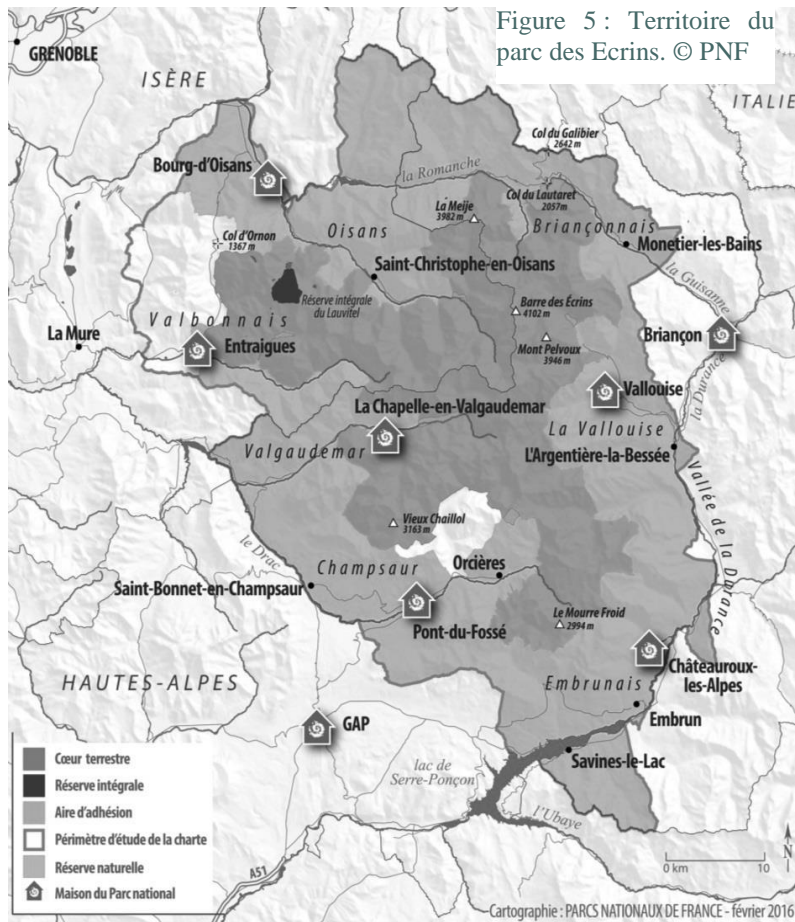 Figure 5 : Territoire du
parc des Ecrins. © PNF
GRENOBLE
ISÈRE
ITALIE
Col du Galibier
2642 m
Bourg-d'Oisans
la Romanche
Col du Lautaret
2057m
La Meije
3982 m
Oisans
Briançonnais
Col d'Ornon
1367 m
Monetier-les-Bains
Saint-Christophe-en-Oisans
la Guisanne
Réserve intégrale
du Lauvitel
Barre des Écrins
4102 m
Valbonnais
La Mure
Entraigues
Mont Pelvoux
3946 m
Briançon
la Durance
Vallouise
La Chapelle-en-Valgaudemar
La Vallouise
Valgaudemar
L'Argentière-la-Bessée
Vallée de la Durance
Vieux Chaillol
3163 m
le Drac
Champsaur
Orcières
Saint-Bonnet-en-Champsaur
Pont-du-Fossé
Le Mourre Froid
2994 m
Châteauroux-
les-Alpes
HAUTES-ALPES
Embrunais
Embrun
GAP
Savines-le-Lac
lac de
Serre-Ponçon
l'Ubaye
Cœur terrestre
Réserve intégrale
Aire d'adhésion
Périmètre d'étude de la charte
Réserve naturelle
Maison du Parc national
A51
N
0 km 10
Cartographie : PARCS NATIONAUX DE FRANCE - février 2016